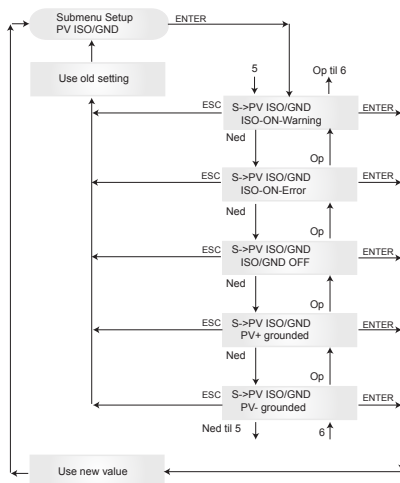 Submenu Setup
PV ISO/GND
ENTER
Use old setting
5
Op til 6
ESC
S->PV ISO/GND
ISO-ON-Warning
ENTER
Ned
Op
ESC
S->PV ISO/GND
ISO-ON-Error
ENTER
Ned
Op
ESC
S->PV ISO/GND
ISO/GND OFF
ENTER
Ned
Op
ESC
S->PV ISO/GND
PV+ grounded
ENTER
Ned
Op
ESC
S->PV ISO/GND
PV- grounded
ENTER
Ned til 5
6
Use new value